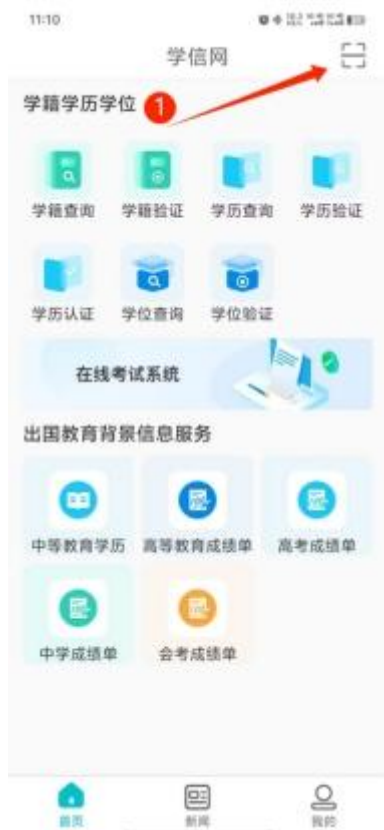 11:10
学信网
学籍学历学位
1
学籍查询 学籍验证 学历查询 学历验证
学历认证 学位查询 学位验证
在线考试系统
出国教育背景信息服务
中等教育学历 高等教育成绩单 高考成绩单
中学成绩单 会考成绩单
首页 新闻 我的